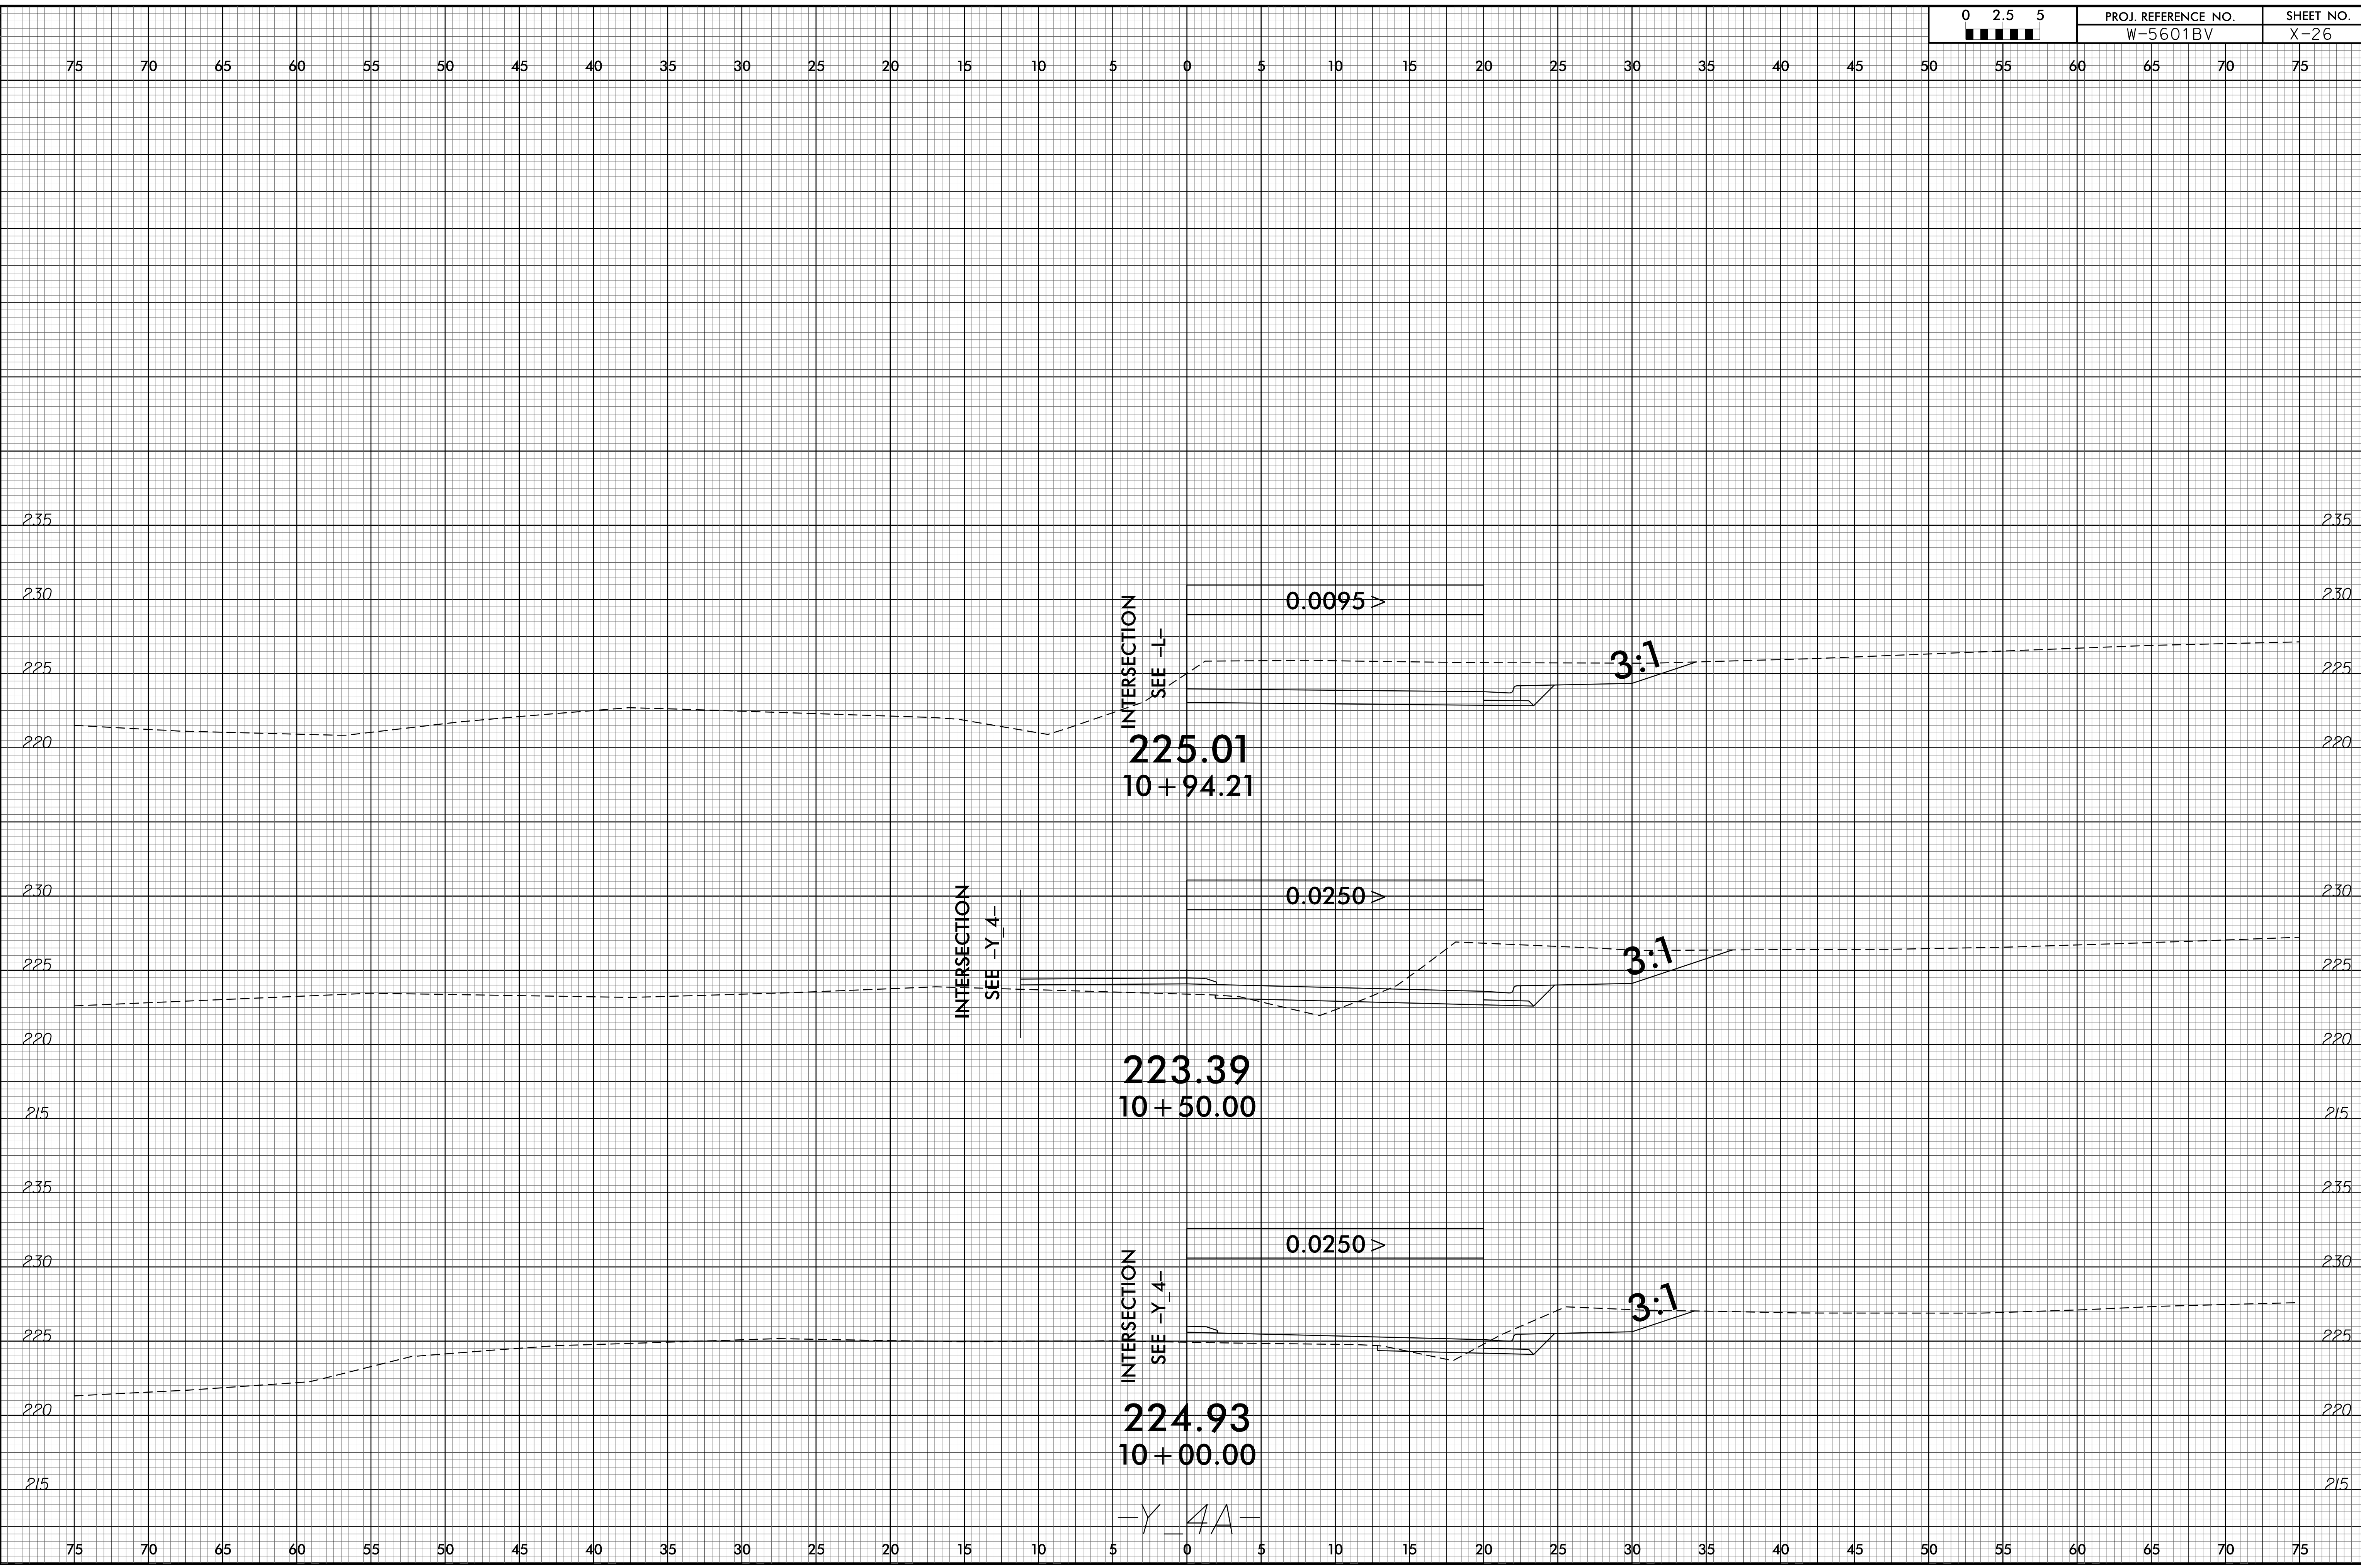 0 2.5 5
PROJ. REFERENCE NO.
SHEET NO.
W-5601BV
X-26
75 70 65 60 55 50 45 40 35 30 25 20 15 10 5 0 5 10 15 20 25 30 35 40 45 50 55 60 65 70 75
235 235
230 0.0095 > 230
INTERSECTION
SEE -L-
3:1
225 225
220 220
225.01
10+94.21
230 0.0250 > 230
INTERSECTION
SEE -Y_4-
3:1
225 225
220 220
223.39
10+50.00
215 215
235 235
0.0250 >
230 230
INTERSECTION
SEE -Y_4-
3:1
225 225
220 220
224.93
10+00.00
215 215
-Y_4A-
75 70 65 60 55 50 45 40 35 30 25 20 15 10 5 0 5 10 15 20 25 30 35 40 45 50 55 60 65 70 75